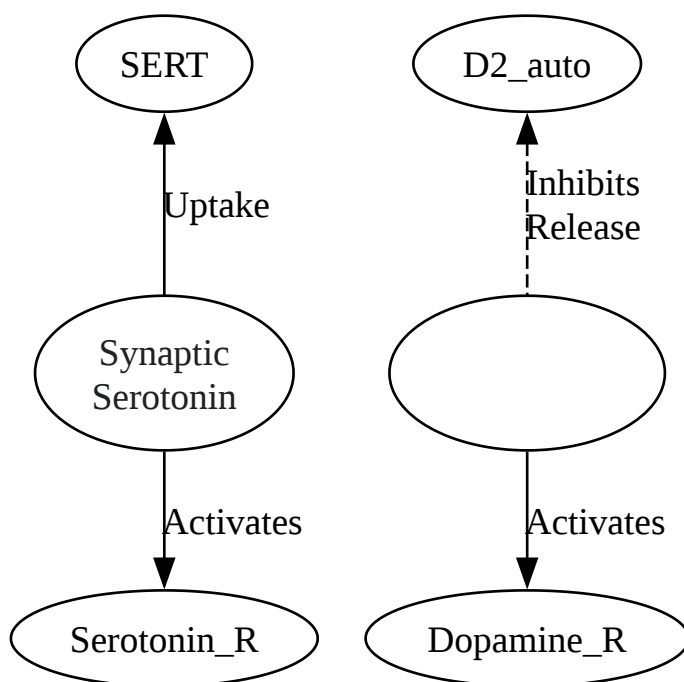 SERT
D2_auto
Uptake
Inhibits
Release
Synaptic
Serotonin
Activates
Activates
Serotonin_R
Dopamine_R